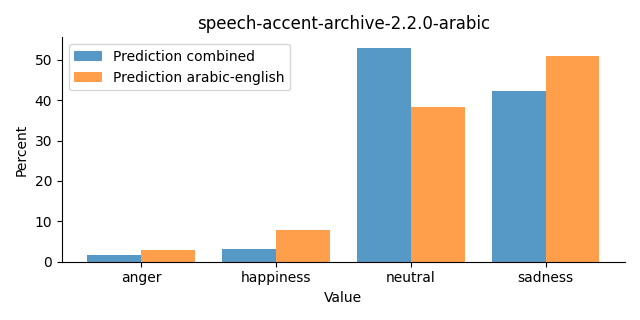 speech-accent-archive-2.2.0-arabic
Prediction combined
Prediction arabic-english
Percent
50
40
30
20
10
0
anger happiness neutral sadness
Value